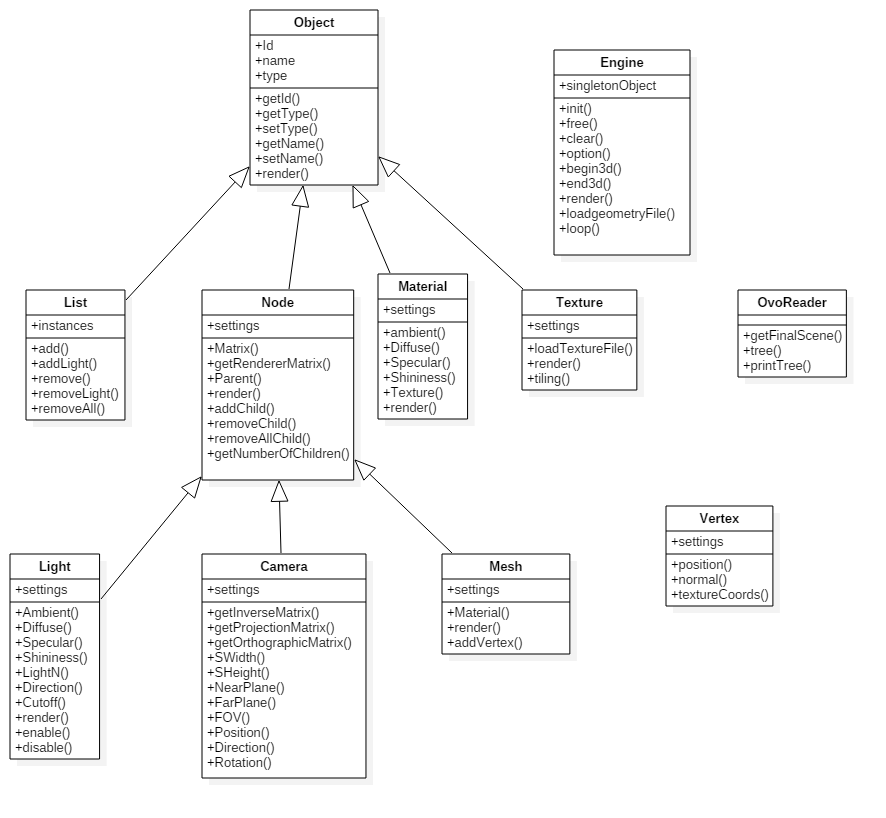 Object
+Id
+name
+type
+getId()
+getType()
+setType()
+getName()
+setName()
+render()
Engine
+singletonObject
+init()
+free()
+clear()
+option()
+begin3d()
+end3d()
+render()
+loadgeometryFile()
+loop()
List
+instances
+add()
+addLight()
+remove()
+removeLight()
+removeAll()
Node
+settings
+Matrix()
+getRendererMatrix()
+Parent()
+render()
+addChild()
+removeChild()
+removeAllChild()
+getNumberOfChildren()
Material
+settings
+ambient()
+Diffuse()
+Specular()
+Shininess()
+Texture()
+render()
Texture
+settings
+loadTextureFile()
+render()
+tiling()
OvoReader
+getFinalScene()
+tree()
+printTree()
Light
+settings
+Ambient()
+Diffuse()
+Specular()
+Shininess()
+LightN()
+Direction()
+Cutoff()
+render()
+enable()
+disable()
Camera
+settings
+getInverseMatrix()
+getProjectionMatrix()
+getOrthographicMatrix()
+SWidth()
+SHeight()
+NearPlane()
+FarPlane()
+FOV()
+Position()
+Direction()
+Rotation()
Mesh
+settings
+Material()
+render()
+addVertex()
Vertex
+settings
+position()
+normal()
+textureCoords()